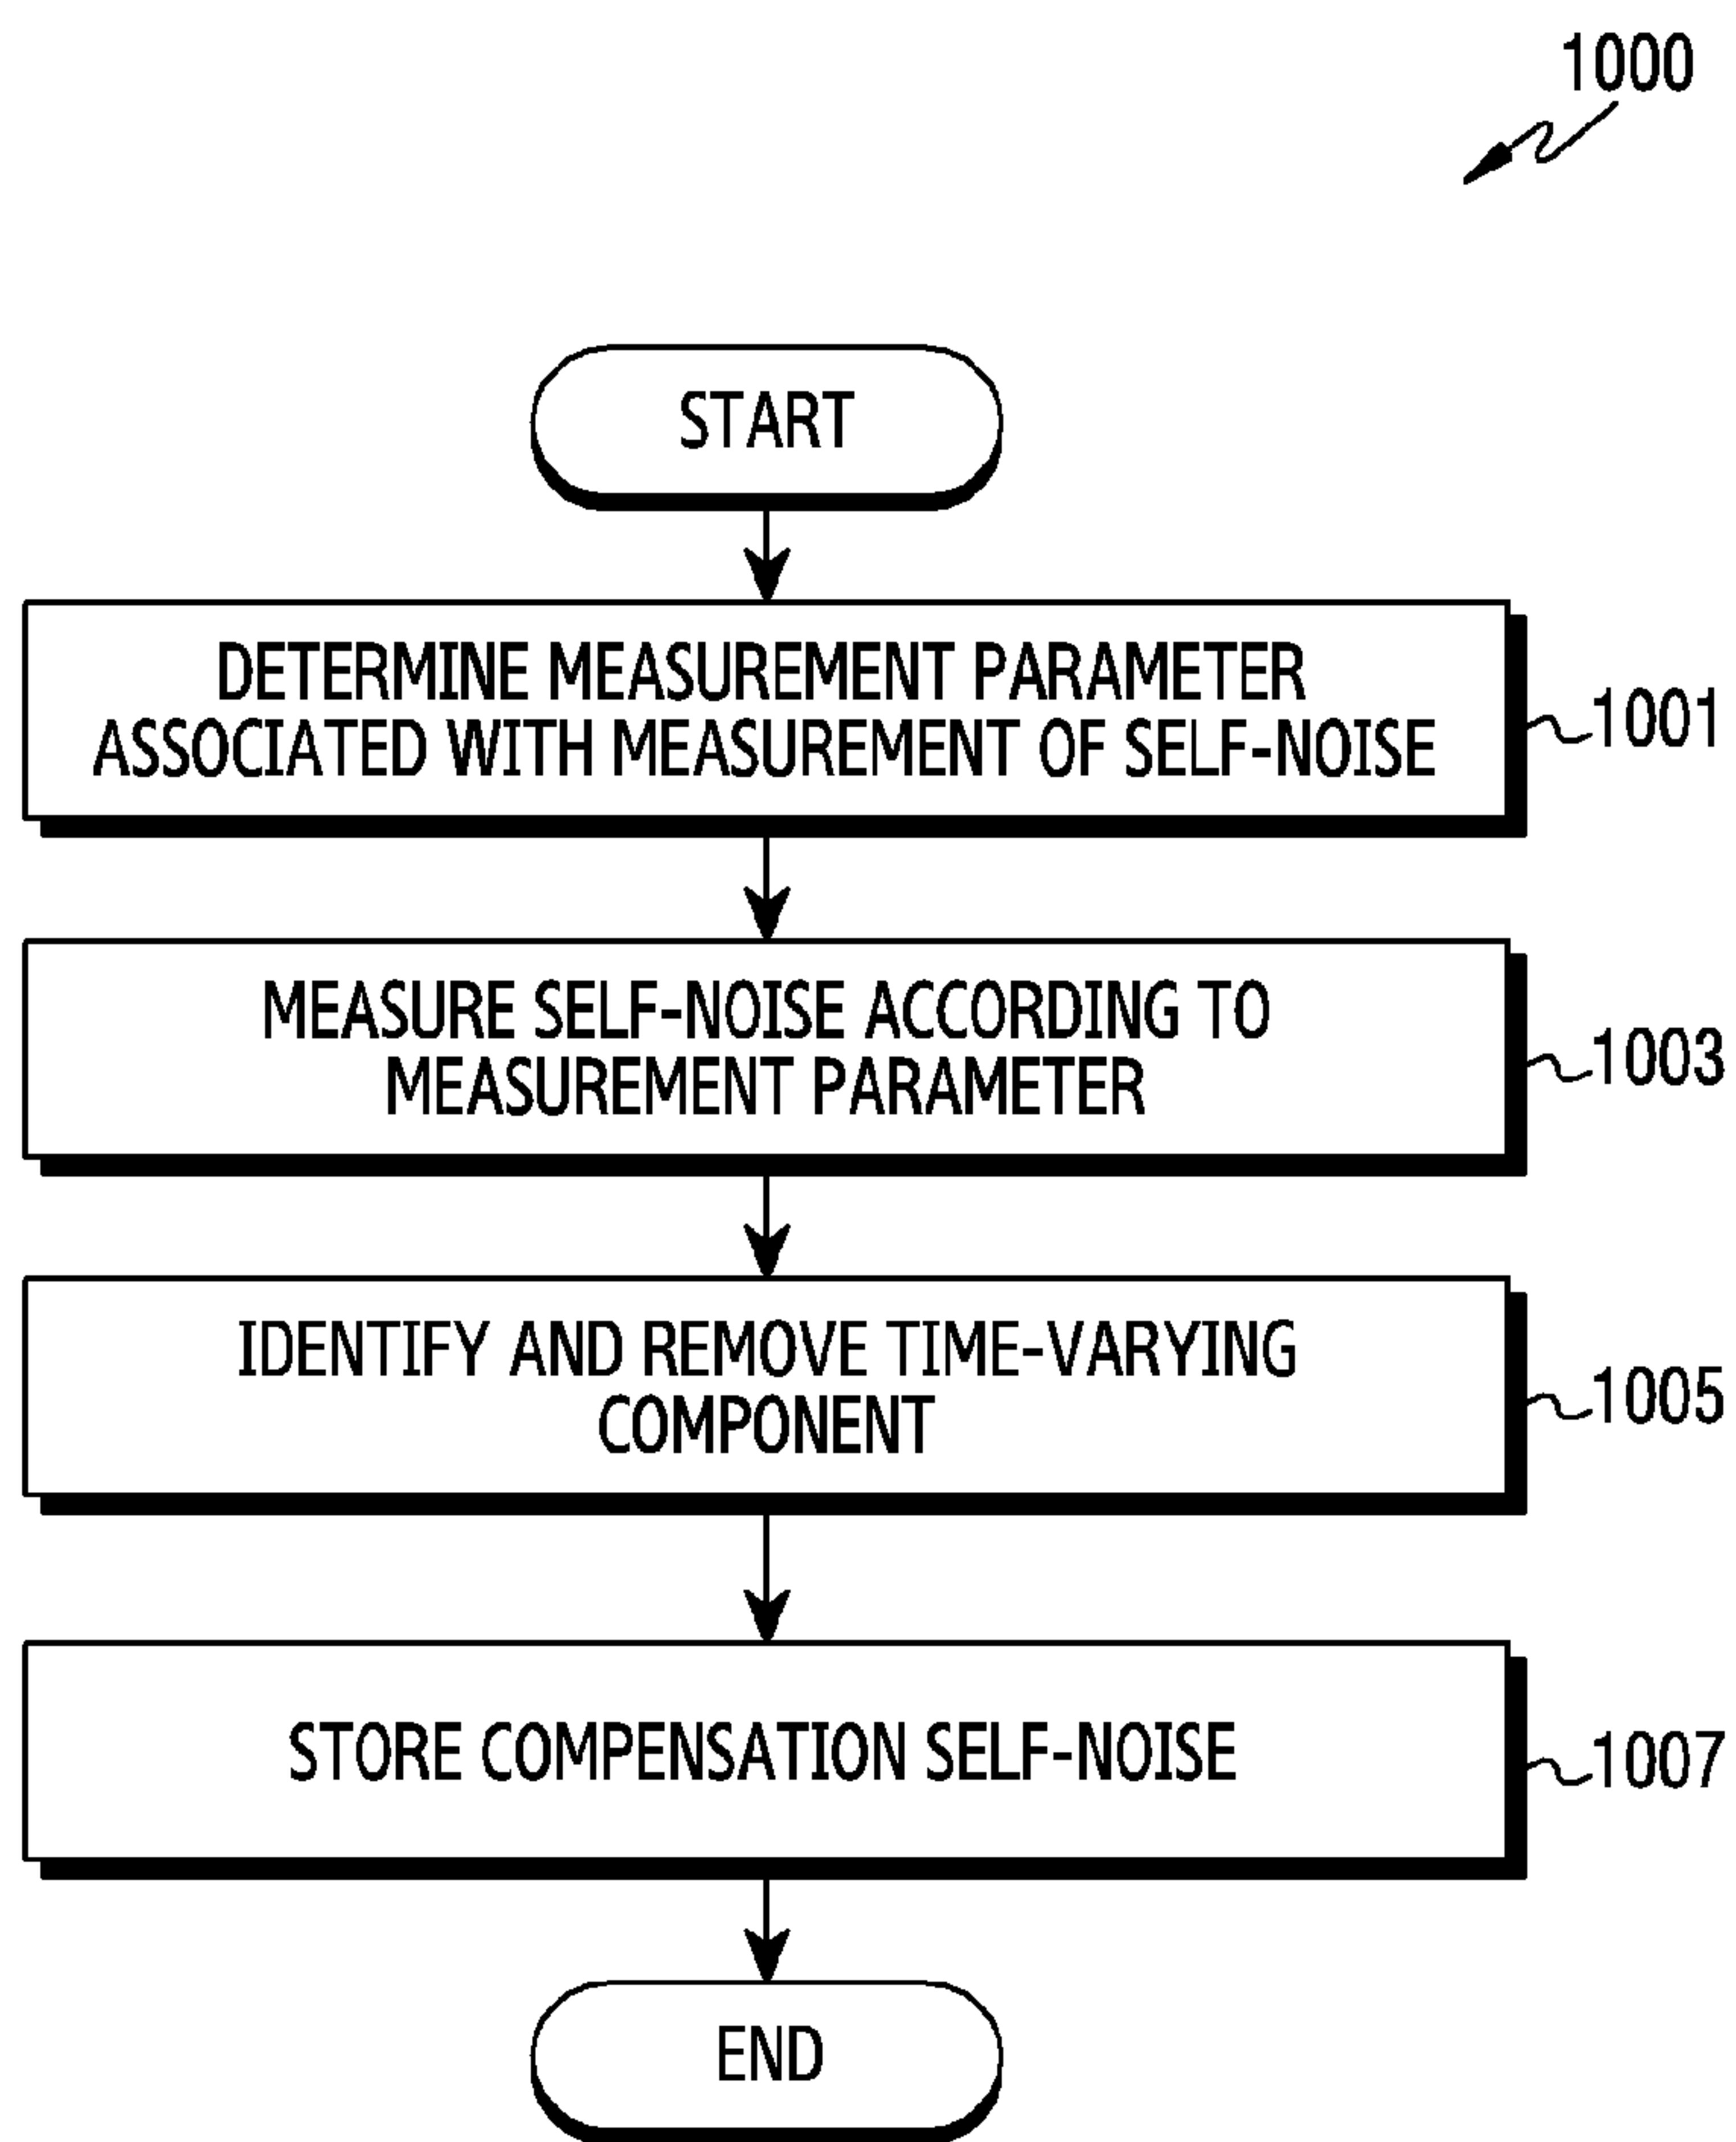 1000
START
DETERMINE MEASUREMENT PARAMETER
ASSOCIATED WITH MEASUREMENT OF SELF-NOISE
1001
MEASURE SELF-NOISE ACCORDING TO
MEASUREMENT PARAMETER
1003
IDENTIFY AND REMOVE TIME-VARYING
COMPONENT
1005
STORE COMPENSATION SELF-NOISE
1007
END